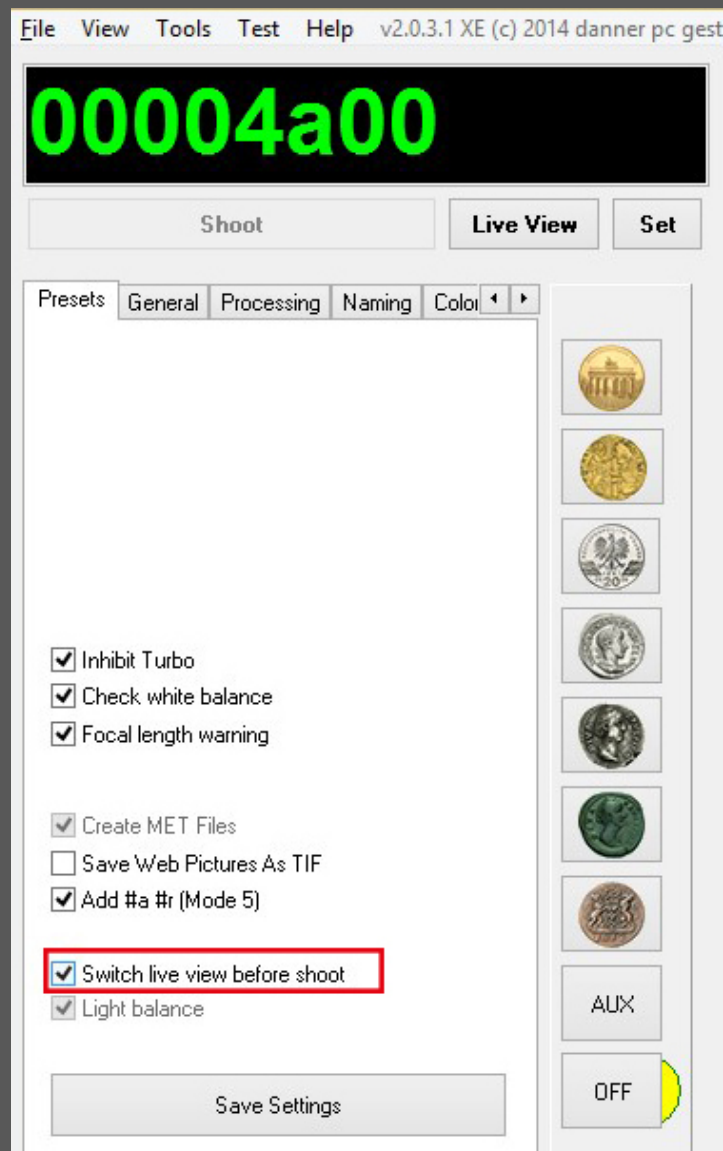 File View Tools Test Help v2.0.3.1 XE (c) 2014 danner pc gest
00004a00
Shoot Live View Set
Presets General Processing Naming Color
20
Inhibit Turbo
Check white balance
Focal length warning
Create MET Files
Save Web Pictures As TIF
Add #a #r (Mode 5)
Switch live view before shoot
Light balance
AUX
Save Settings
OFF